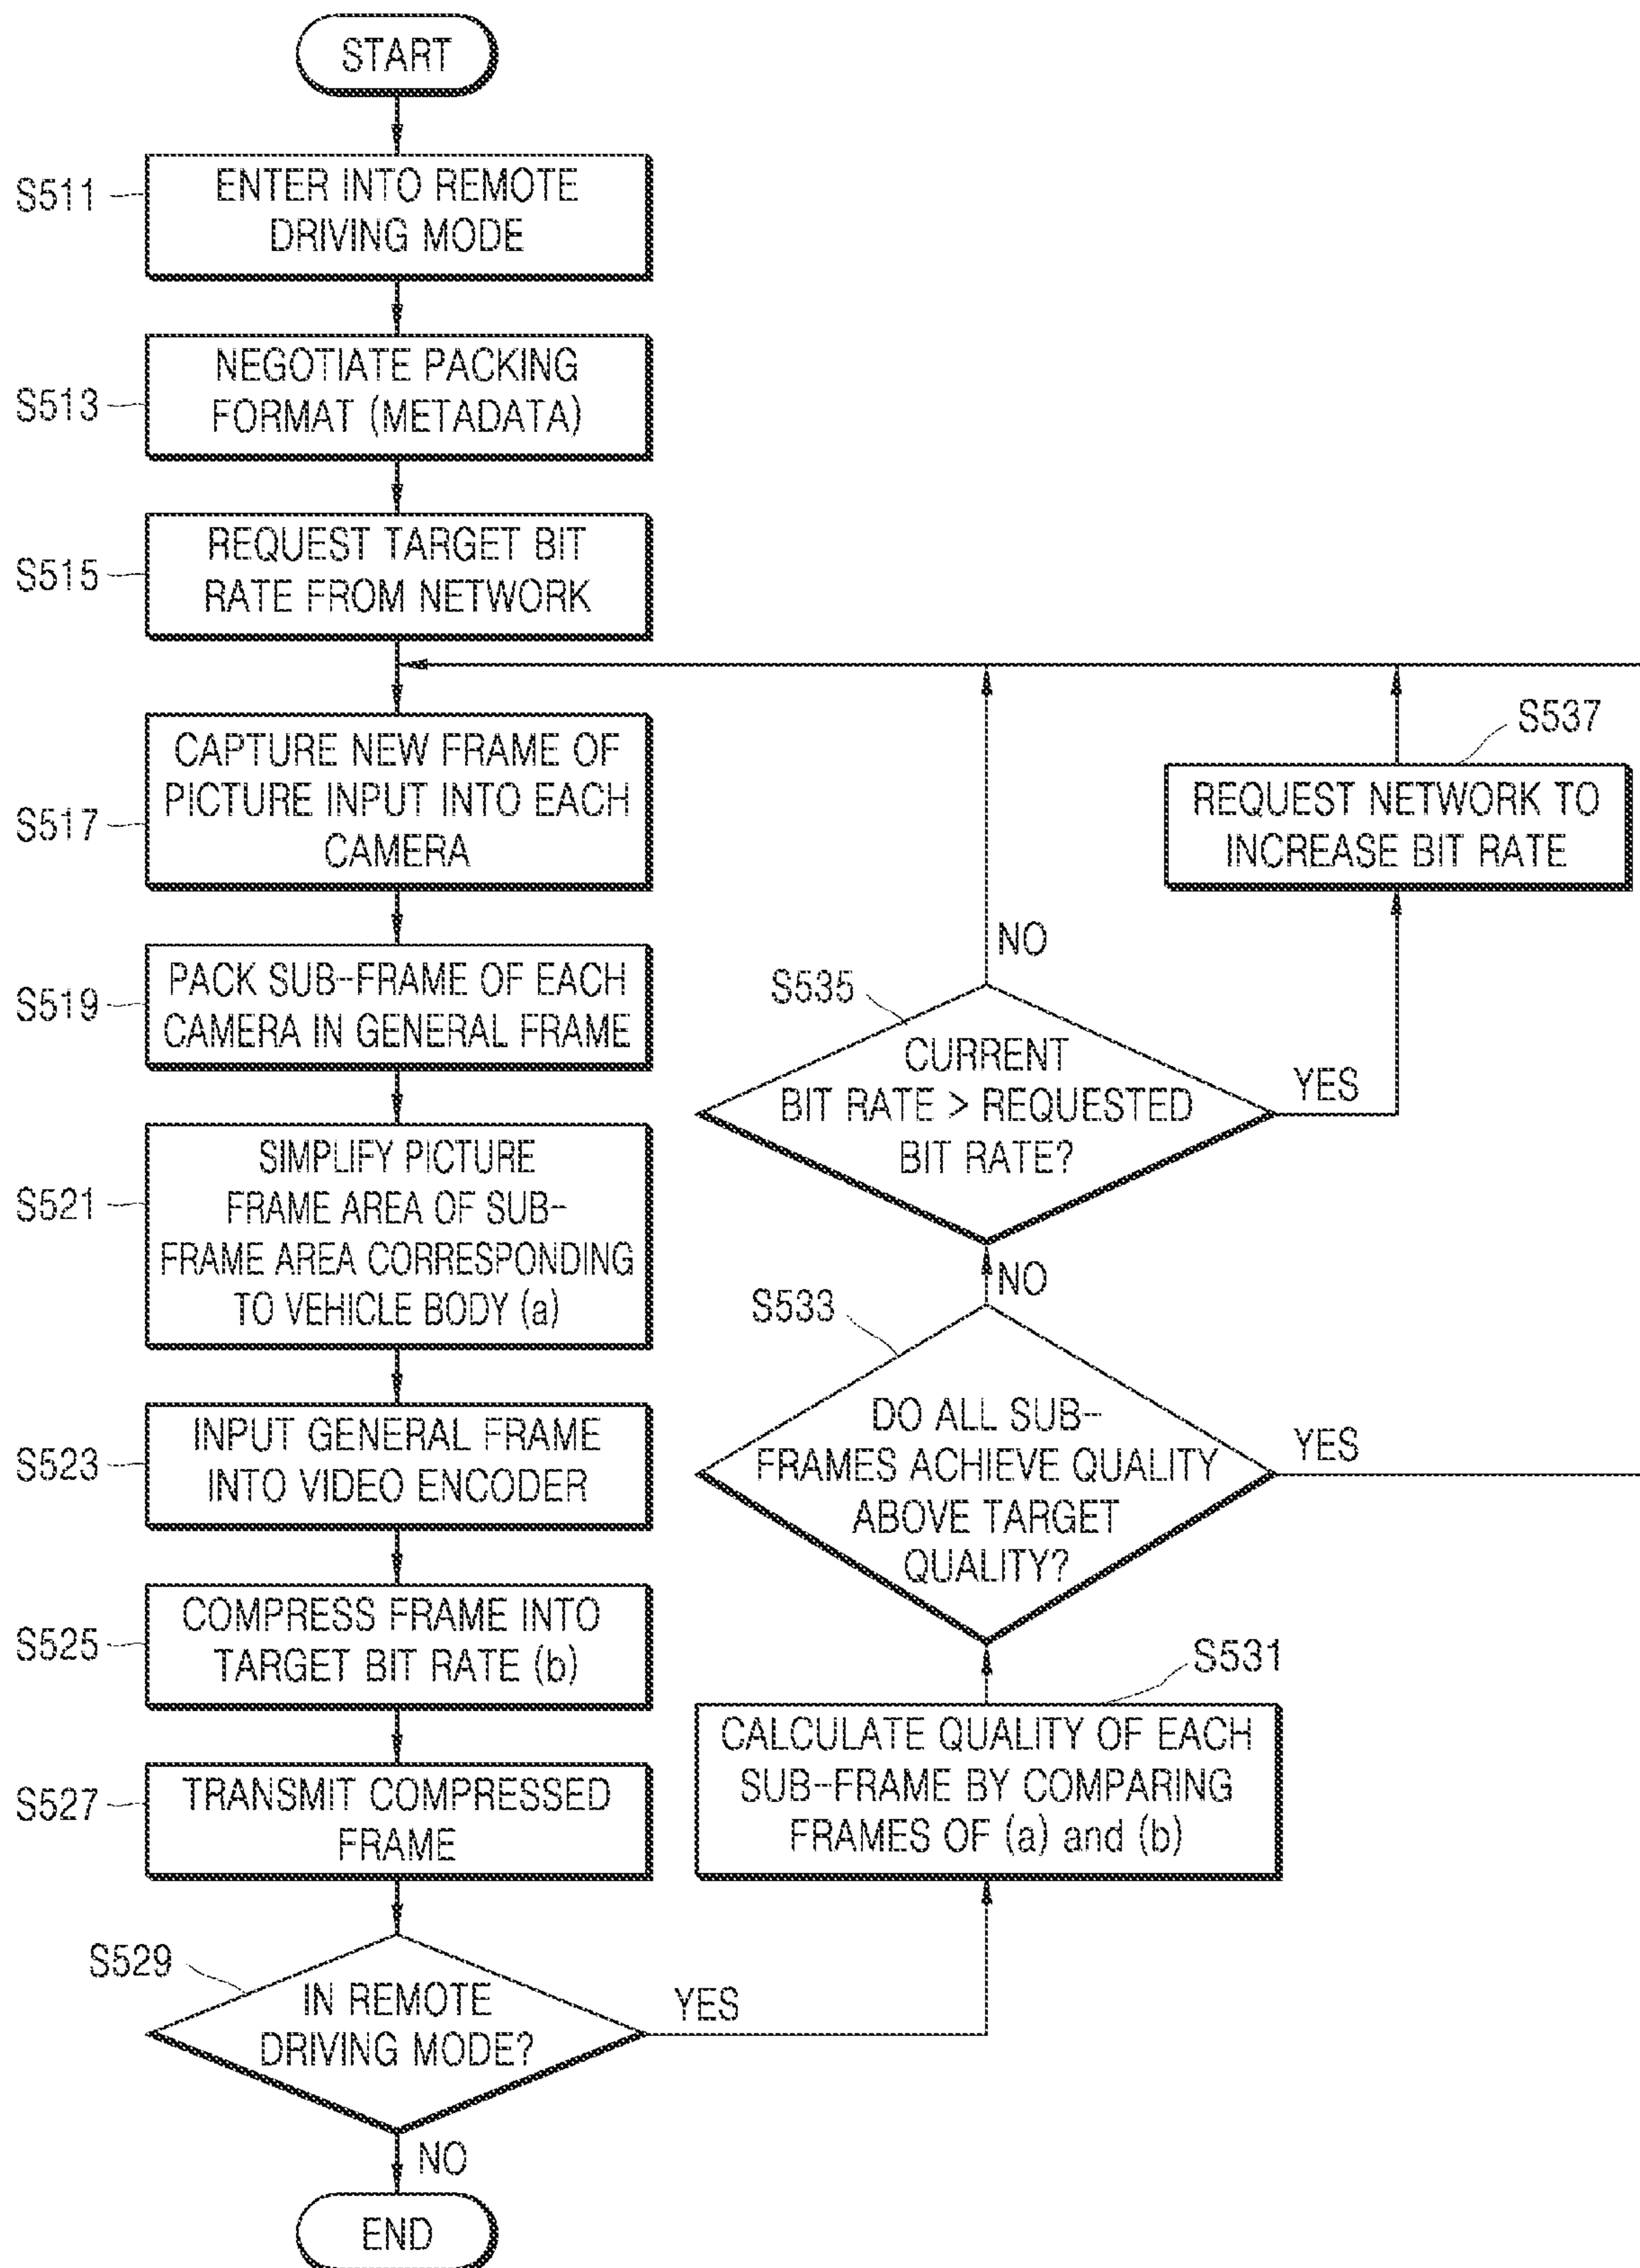 START
S511
ENTER INTO REMOTE
DRIVING MODE
S513
NEGOTIATE PACKING
FORMAT (METADATA)
S515
REQUEST TARGET BIT
RATE FROM NETWORK
S517
CAPTURE NEW FRAME OF
PICTURE INPUT INTO EACH
CAMERA
S519
PACK SUB-FRAME OF EACH
CAMERA IN GENERAL FRAME
S521
SIMPLIFY PICTURE
FRAME AREA OF SUB-
FRAME AREA CORRESPONDING
TO VEHICLE BODY (a)
S523
INPUT GENERAL FRAME
INTO VIDEO ENCODER
S525
COMPRESS FRAME INTO
TARGET BIT RATE (b)
S527
TRANSMIT COMPRESSED
FRAME
S529
IN REMOTE
DRIVING MODE?
YES
NO
END
S531
CALCULATE QUALITY OF EACH
SUB-FRAME BY COMPARING
FRAMES OF (a) and (b)
S533
DO ALL SUB-
FRAMES ACHIEVE QUALITY
ABOVE TARGET
QUALITY?
YES
NO
S535
CURRENT
BIT RATE > REQUESTED
BIT RATE?
YES
NO
S537
REQUEST NETWORK TO
INCREASE BIT RATE